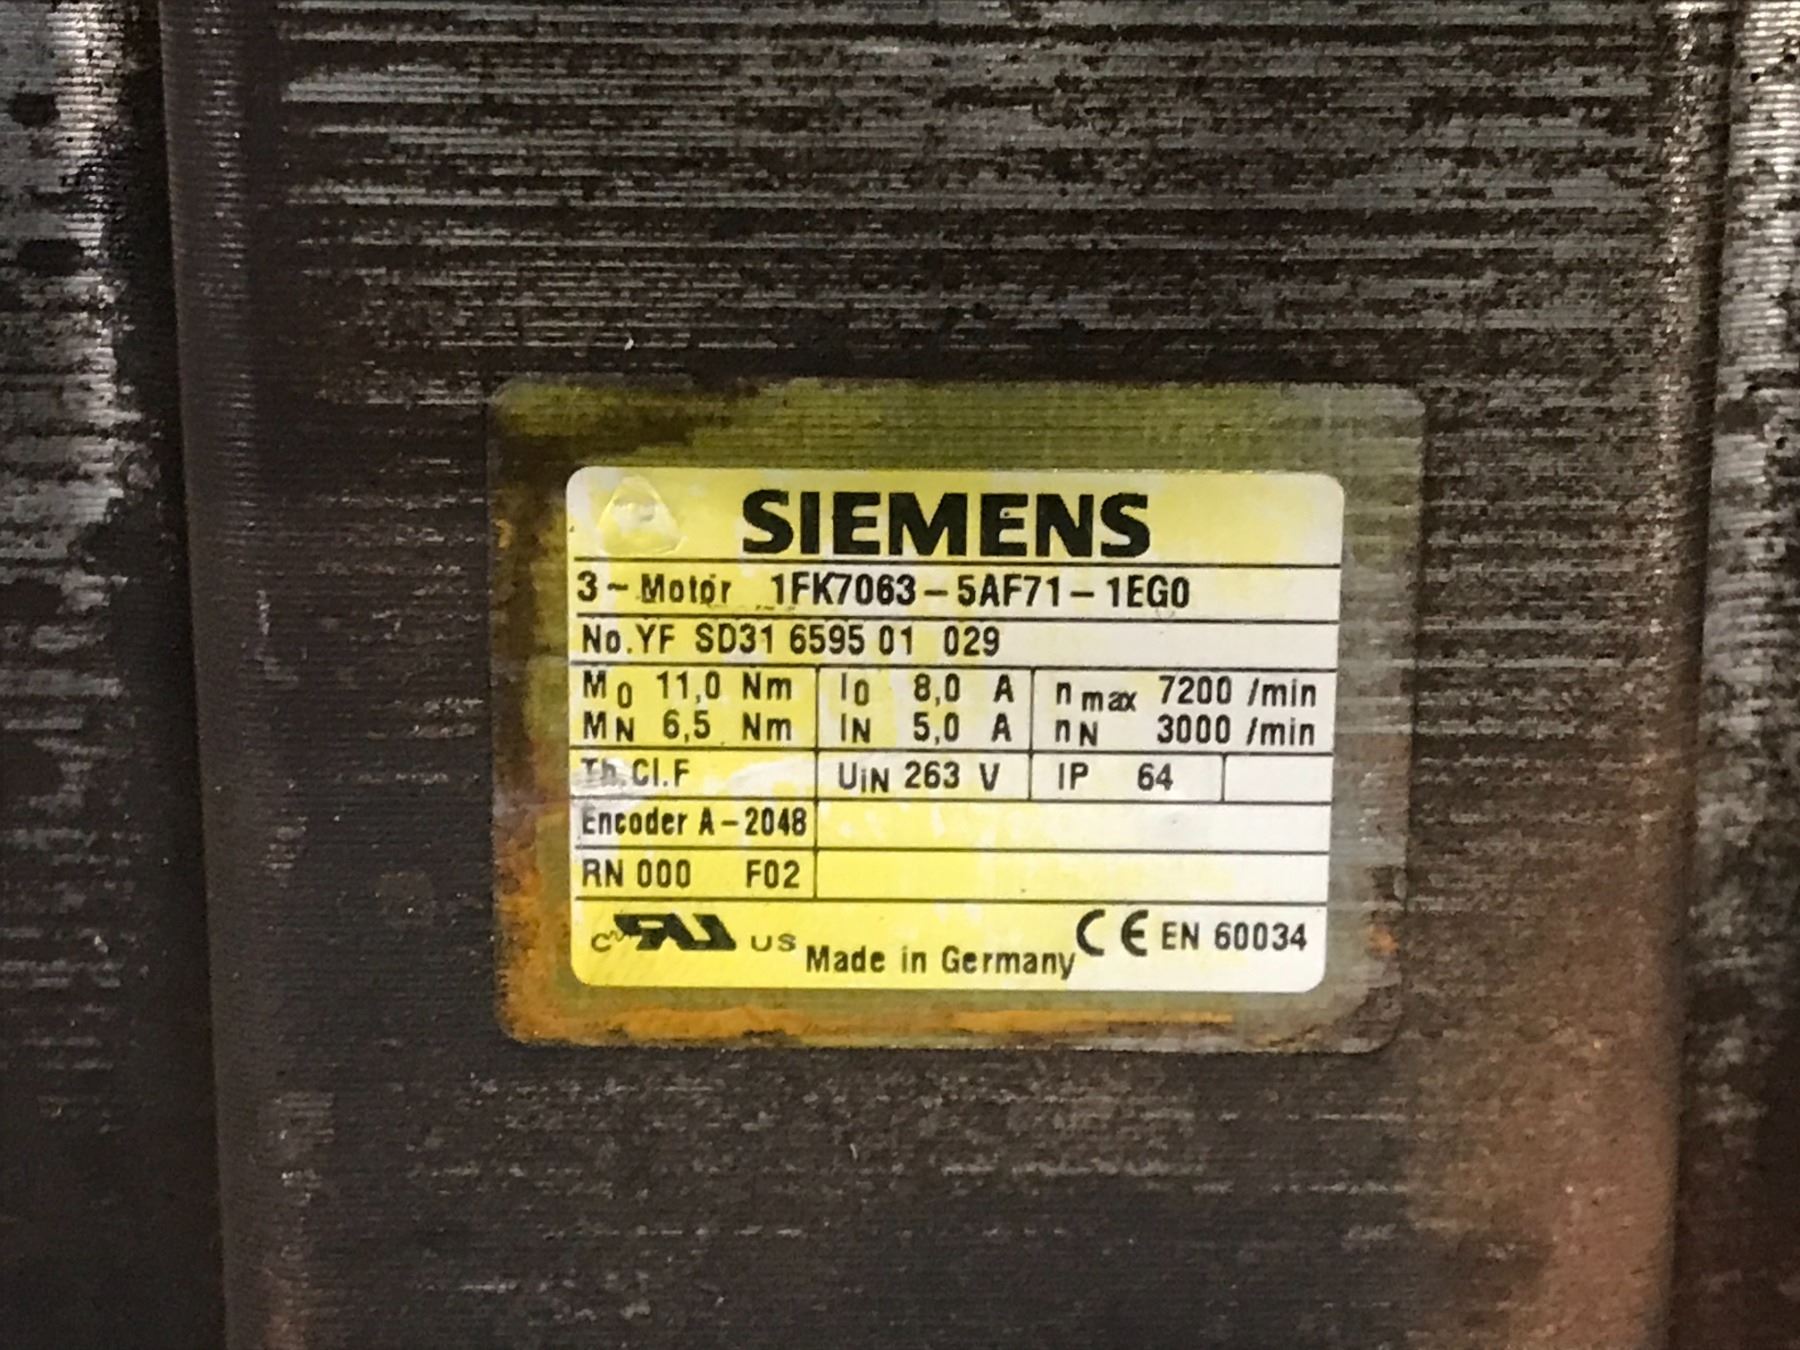 SIEMENS
3~Motor 1FK7063-5AF71-1EG0
No.YF SD31 6595 01 029
M0 11,0 Nm I0 8,0 A nmax 7200 /min
MN 6,5 Nm IN 5,0 A nN 3000 /min
Th.Cl.F UiN 263 V IP 64
Encoder A-2048
RN 000 F02
c US Made in Germany CE EN 60034